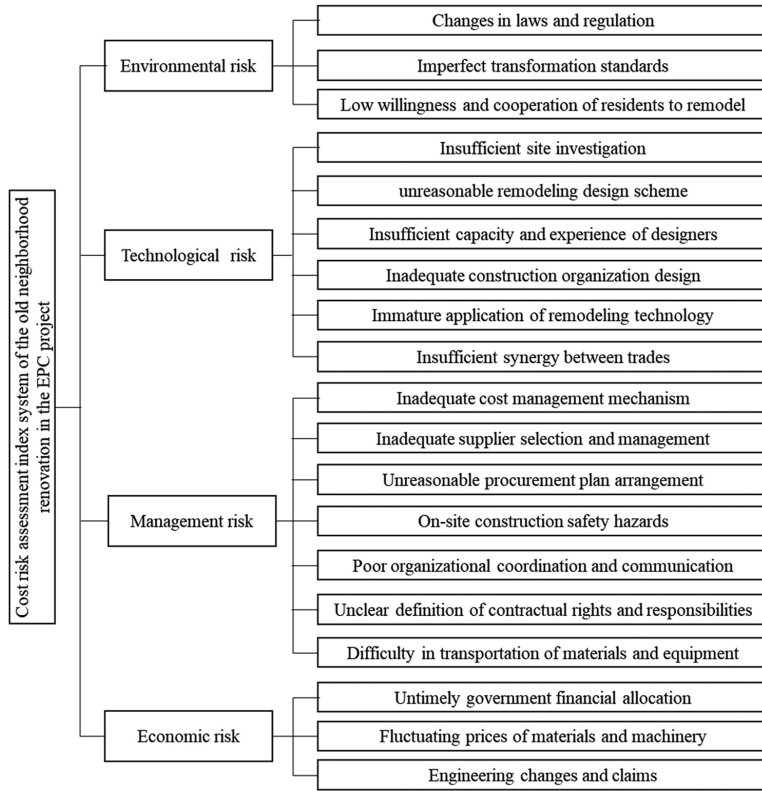 Cost risk assessment index system of the old neighborhood
renovation in the EPC project
Environmental risk
Changes in laws and regulation
Imperfect transformation standards
Low willingness and cooperation of residents to remodel
Technological risk
Insufficient site investigation
unreasonable remodeling design scheme
Insufficient capacity and experience of designers
Inadequate construction organization design
Immature application of remodeling technology
Insufficient synergy between trades
Management risk
Inadequate cost management mechanism
Inadequate supplier selection and management
Unreasonable procurement plan arrangement
On-site construction safety hazards
Poor organizational coordination and communication
Unclear definition of contractual rights and responsibilities
Difficulty in transportation of materials and equipment
Economic risk
Untimely government financial allocation
Fluctuating prices of materials and machinery
Engineering changes and claims